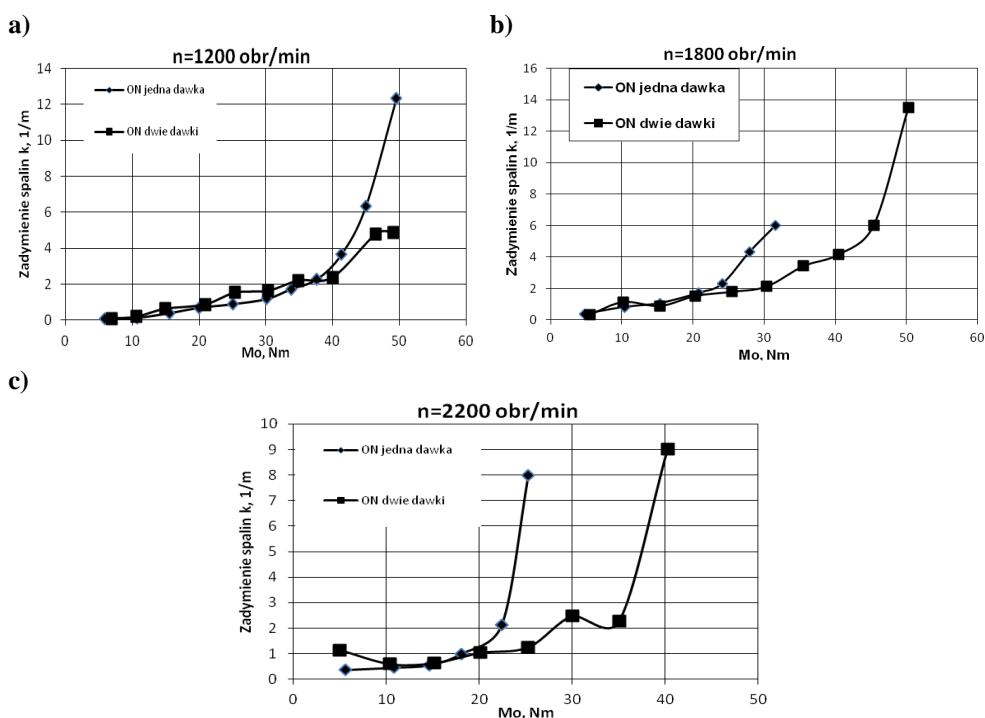 a)
n=1200 obr/min
Zadymienie spalin k, 1/m
14
12
10
8
6
4
2
0
ON jedna dawka
ON dwie dawki
0 10 20 30 40 50 60
Mo, Nm
b)
n=1800 obr/min
Zadymienie spalin k, 1/m
16
14
12
10
8
6
4
2
0
ON jedna dawka
ON dwie dawki
0 10 20 30 40 50 60
Mo, Nm
c)
n=2200 obr/min
Zadymienie spalin k, 1/m
10
9
8
7
6
5
4
3
2
1
0
ON jedna dawka
ON dwie dawki
0 10 20 30 40 50
Mo, Nm